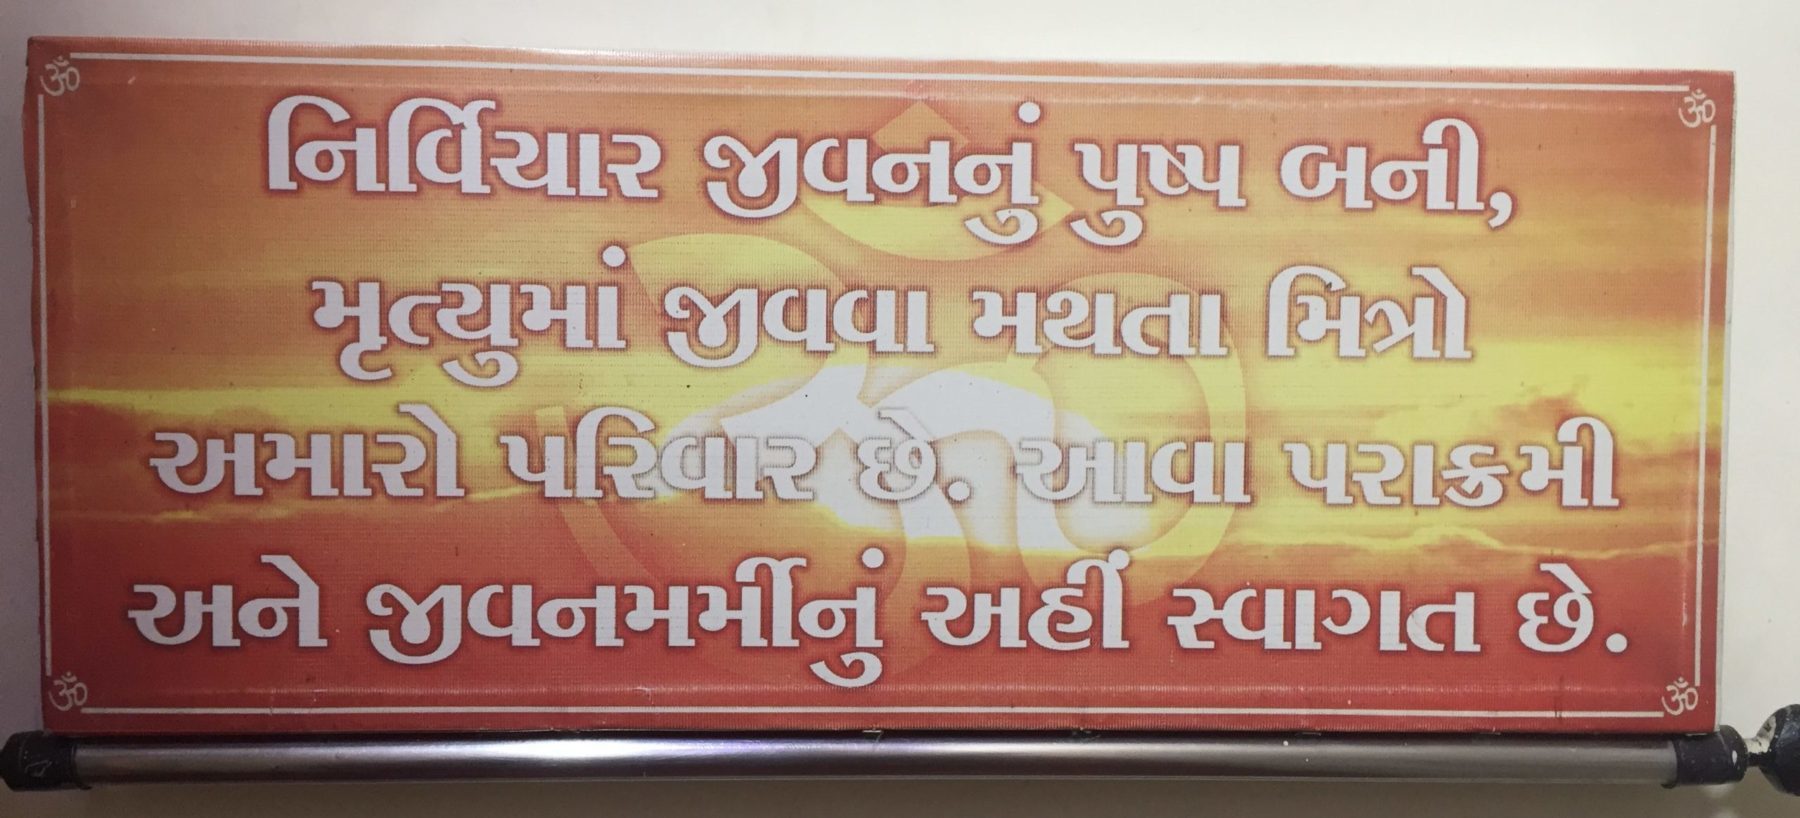 નિર્વિચાર જીવનનું પુષ્પ બની,
મૃત્યુમાં જીવવા મથતા મિત્રો
અમારો પરિવાર છે. આવા પરાક્રમી
અને જીવનમર્મીનું અહીં સ્વાગત છે.